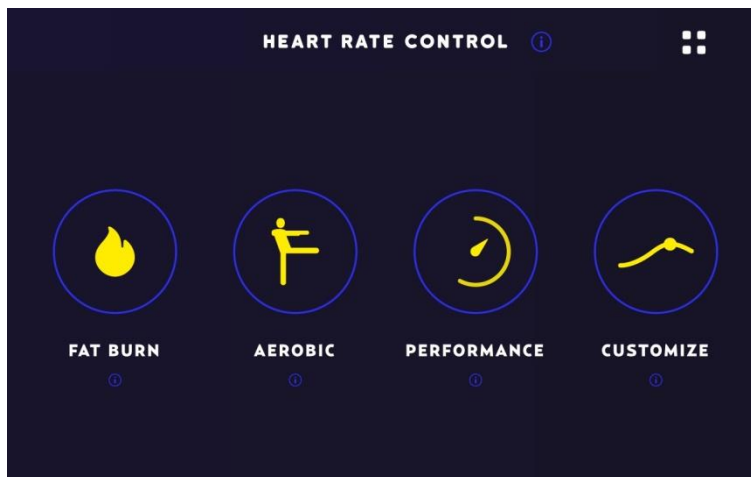 HEART RATE CONTROL
FAT BURN
AEROBIC
PERFORMANCE
CUSTOMIZE